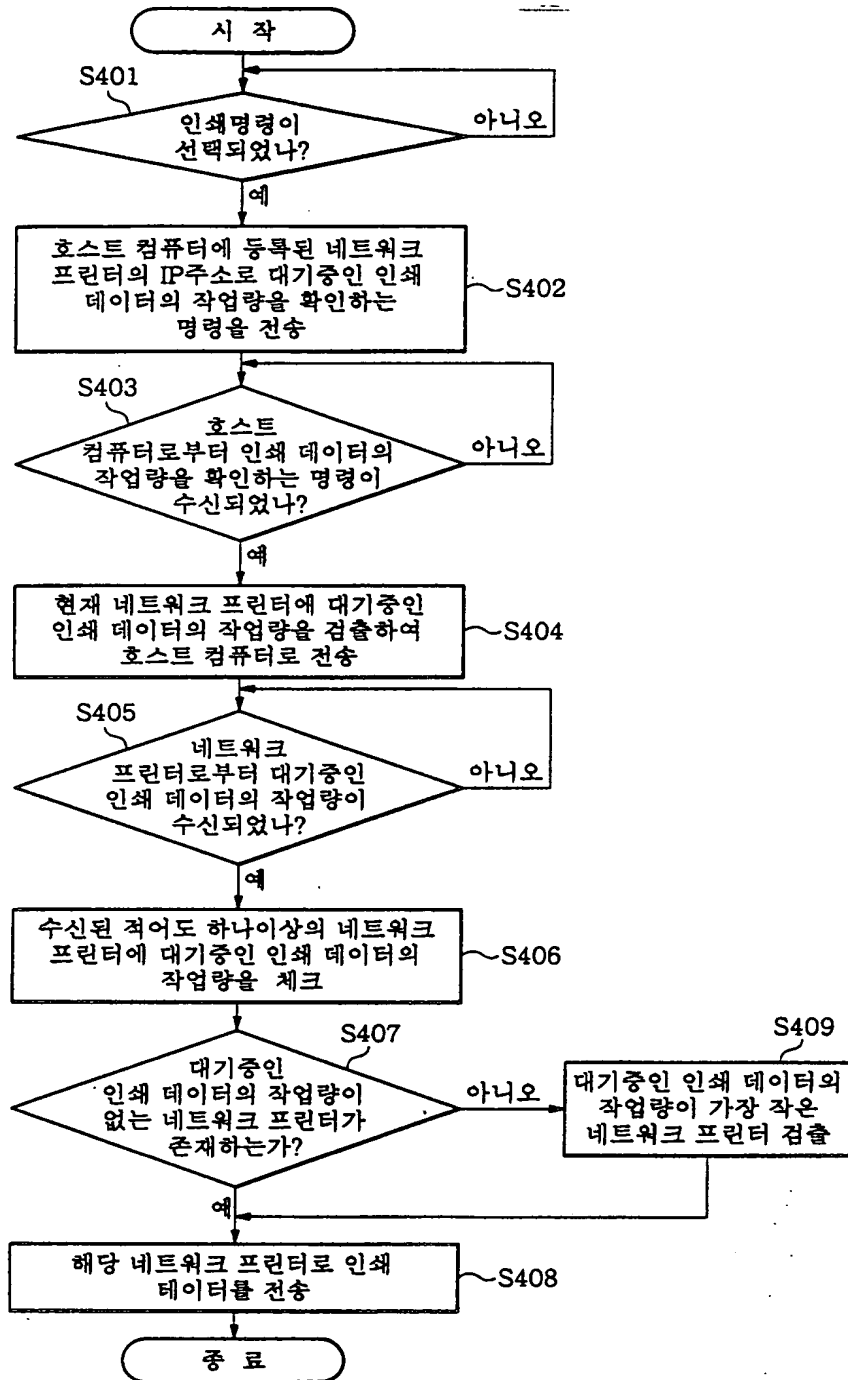 시 작
S401
인쇄명령이
선택되었나?
아니오
예
호스트 컴퓨터에 등록된 네트워크
프린터의 IP주소로 대기중인 인쇄
데이터의 작업량을 확인하는
명령을 전송
S402
S403
호스트
컴퓨터로부터 인쇄 데이터의
작업량을 확인하는 명령이
수신되었나?
아니오
예
현재 네트워크 프린터에 대기중인
인쇄 데이터의 작업량을 검출하여
호스트 컴퓨터로 전송
S404
S405
네트워크
프린터로부터 대기중인
인쇄 데이터의 작업량이
수신되었나?
아니오
예
수신된 적어도 하나이상의 네트워크
프린터에 대기중인 인쇄 데이터의
작업량을 체크
S406
S407
대기중인
인쇄 데이터의 작업량이
없는 네트워크 프린터가
존재하는가?
아니오
S409
대기중인 인쇄 데이터의
작업량이 가장 작은
네트워크 프린터 검출
예
해당 네트워크 프린터로 인쇄
테이터를 전송
S408
종 료